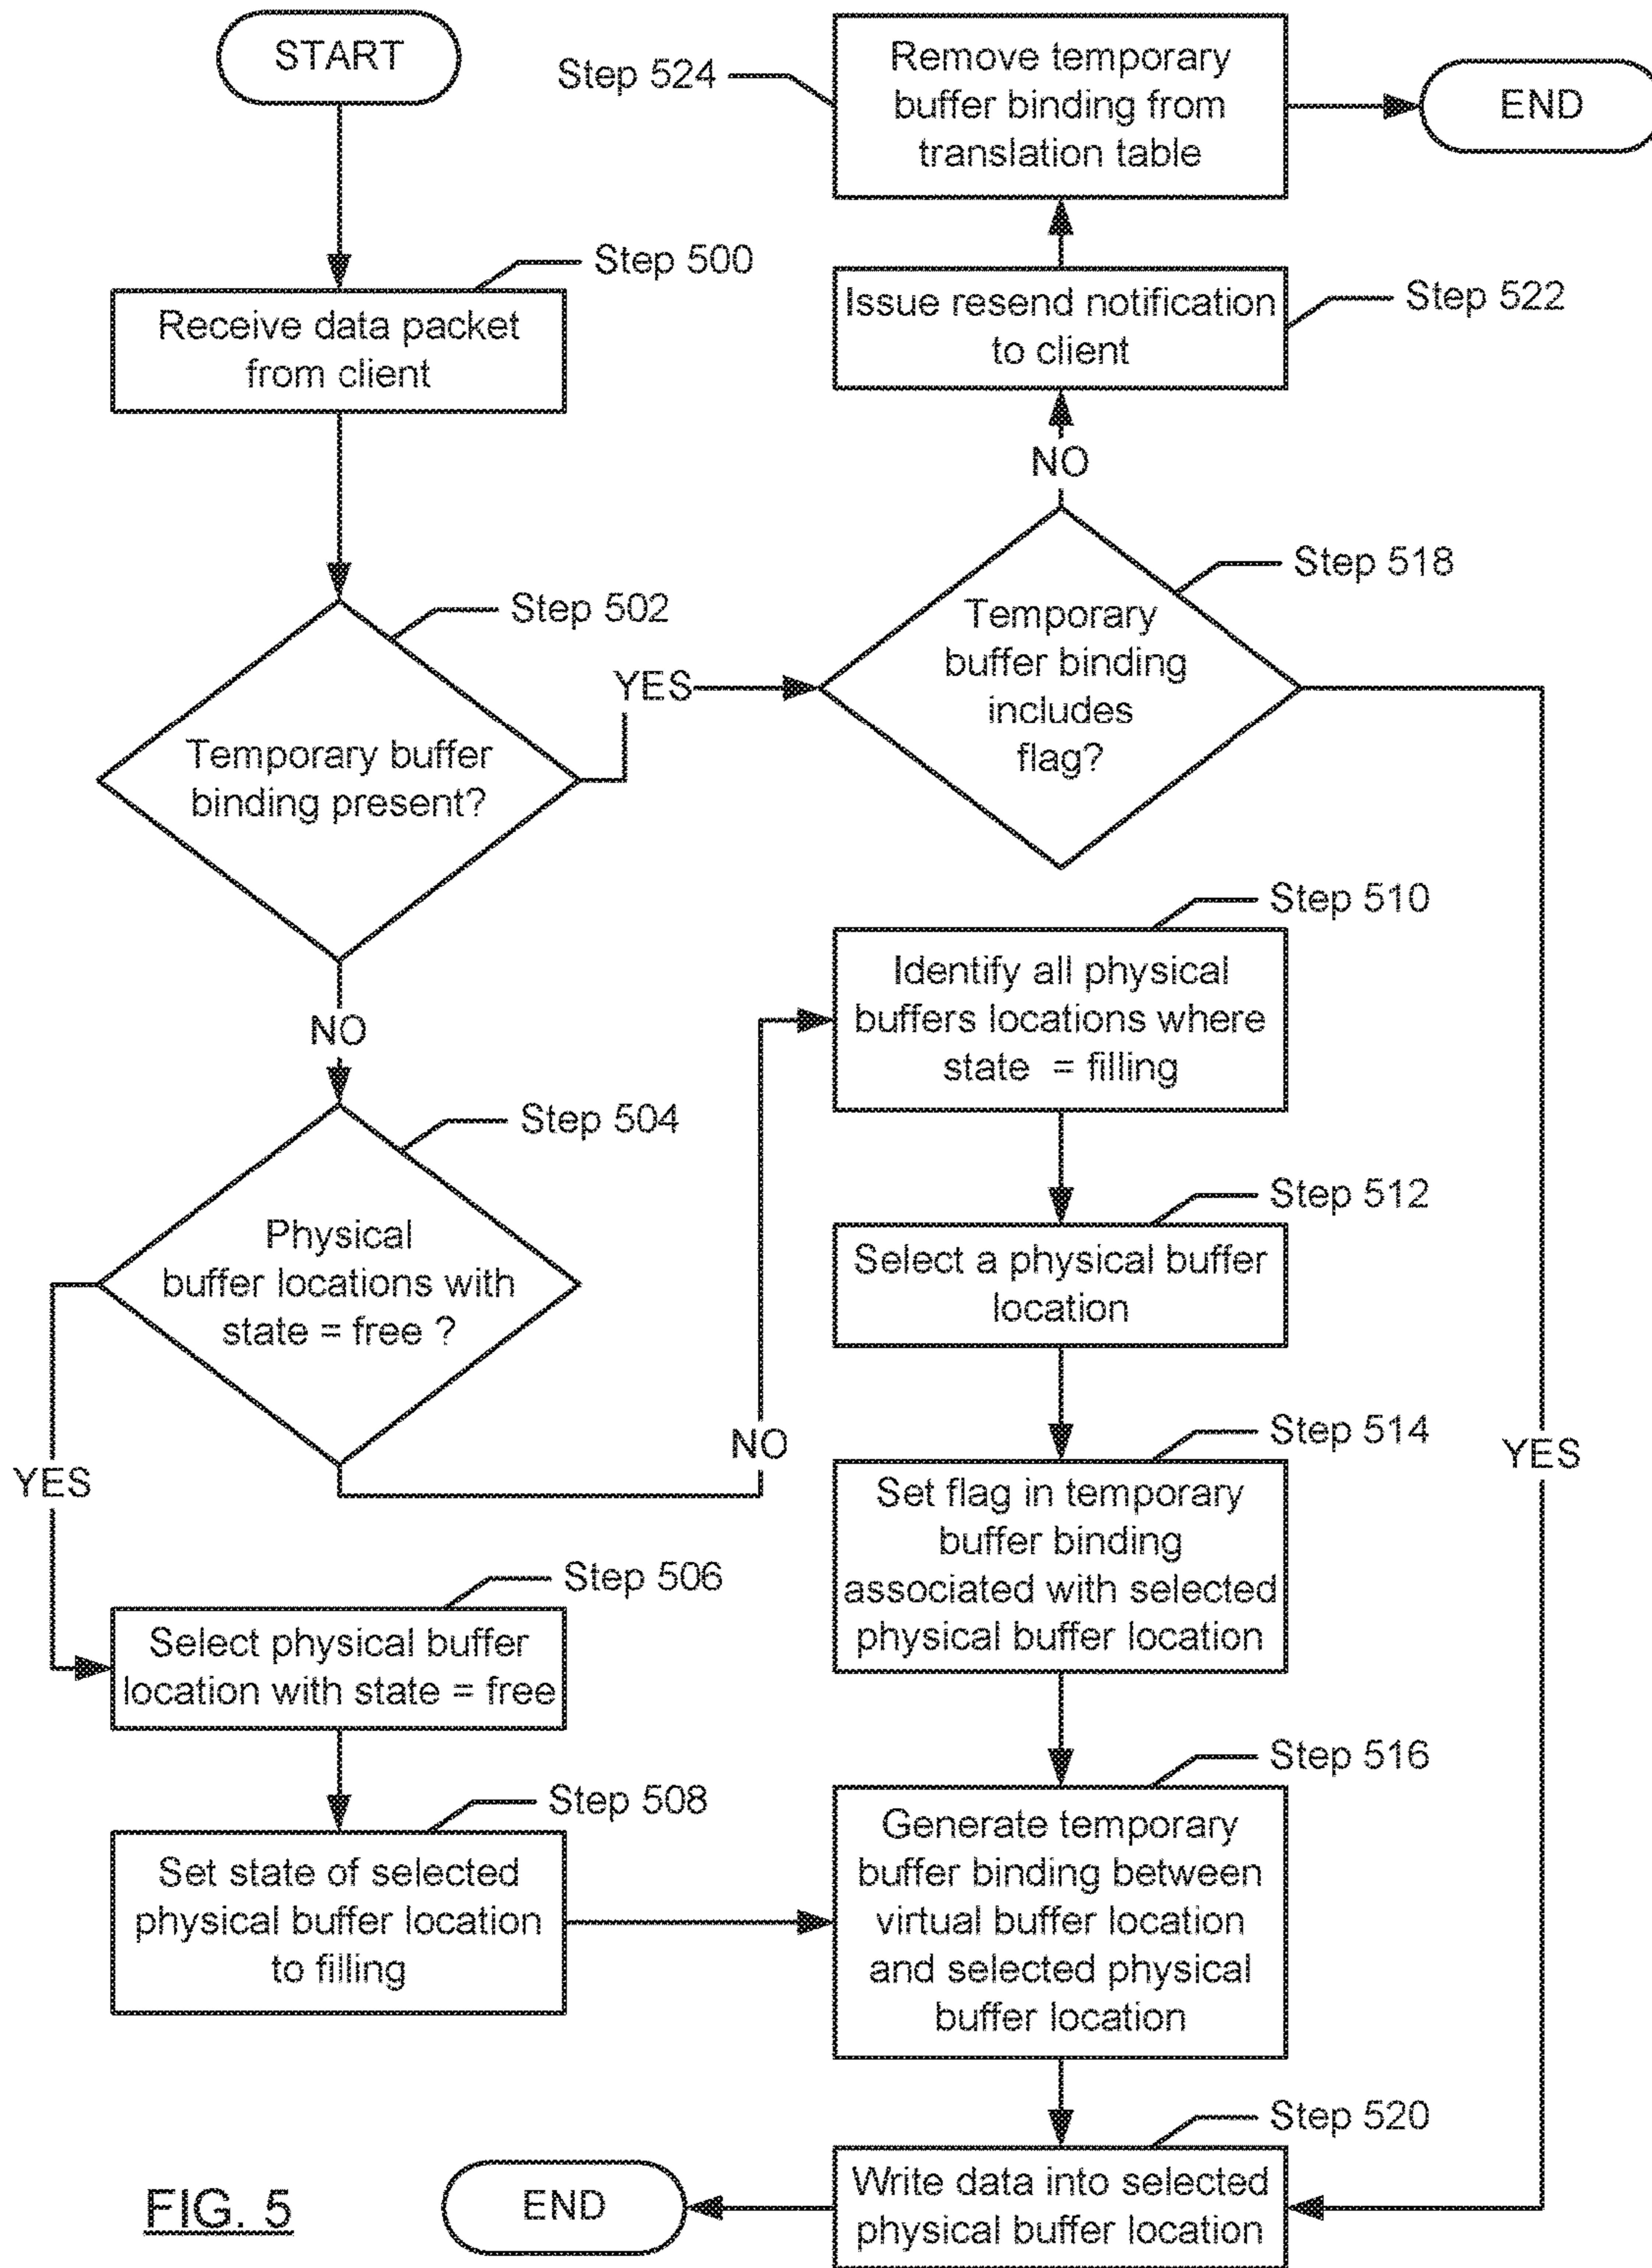 START
Step 500
Receive data packet
from client
Step 502
Temporary buffer
binding present?
YES
NO
Step 504
Physical
buffer locations with
state = free ?
YES
NO
Step 506
Select physical buffer
location with state = free
Step 508
Set state of selected
physical buffer location
to filling
Step 510
Identify all physical
buffers locations where
state = filling
Step 512
Select a physical buffer
location
Step 514
Set flag in temporary
buffer binding
associated with selected
physical buffer location
Step 516
Generate temporary
buffer binding between
virtual buffer location
and selected physical
buffer location
Step 518
Temporary
buffer binding
includes
flag?
NO
YES
Step 520
Write data into selected
physical buffer location
END
Step 522
Issue resend notification
to client
Step 524
Remove temporary
buffer binding from
translation table
END
FIG. 5